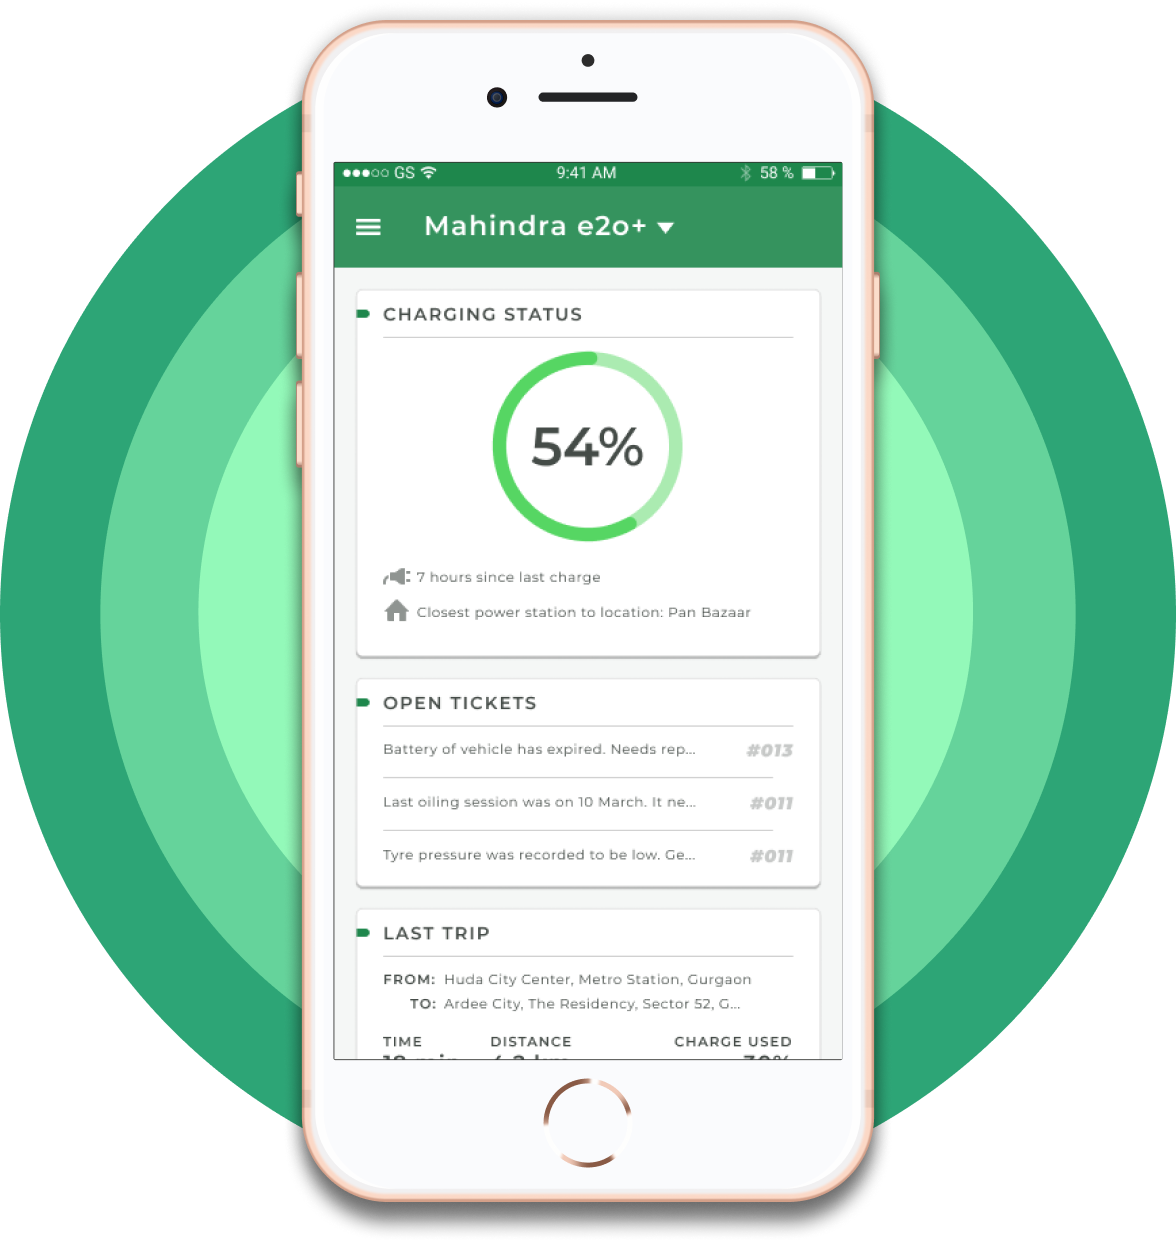 GS 9:41 AM 58 %
Mahindra e2o+
CHARGING STATUS
54%
7 hours since last charge
Closest power station to location: Pan Bazaar
OPEN TICKETS
Battery of vehicle has expired. Needs rep... #013
Last oiling session was on 10 March. It ne... #011
Tyre pressure was recorded to be low. Ge... #011
LAST TRIP
FROM: Huda City Center, Metro Station, Gurgaon
TO: Ardee City, The Residency, Sector 52, G...
TIME DISTANCE CHARGE USED